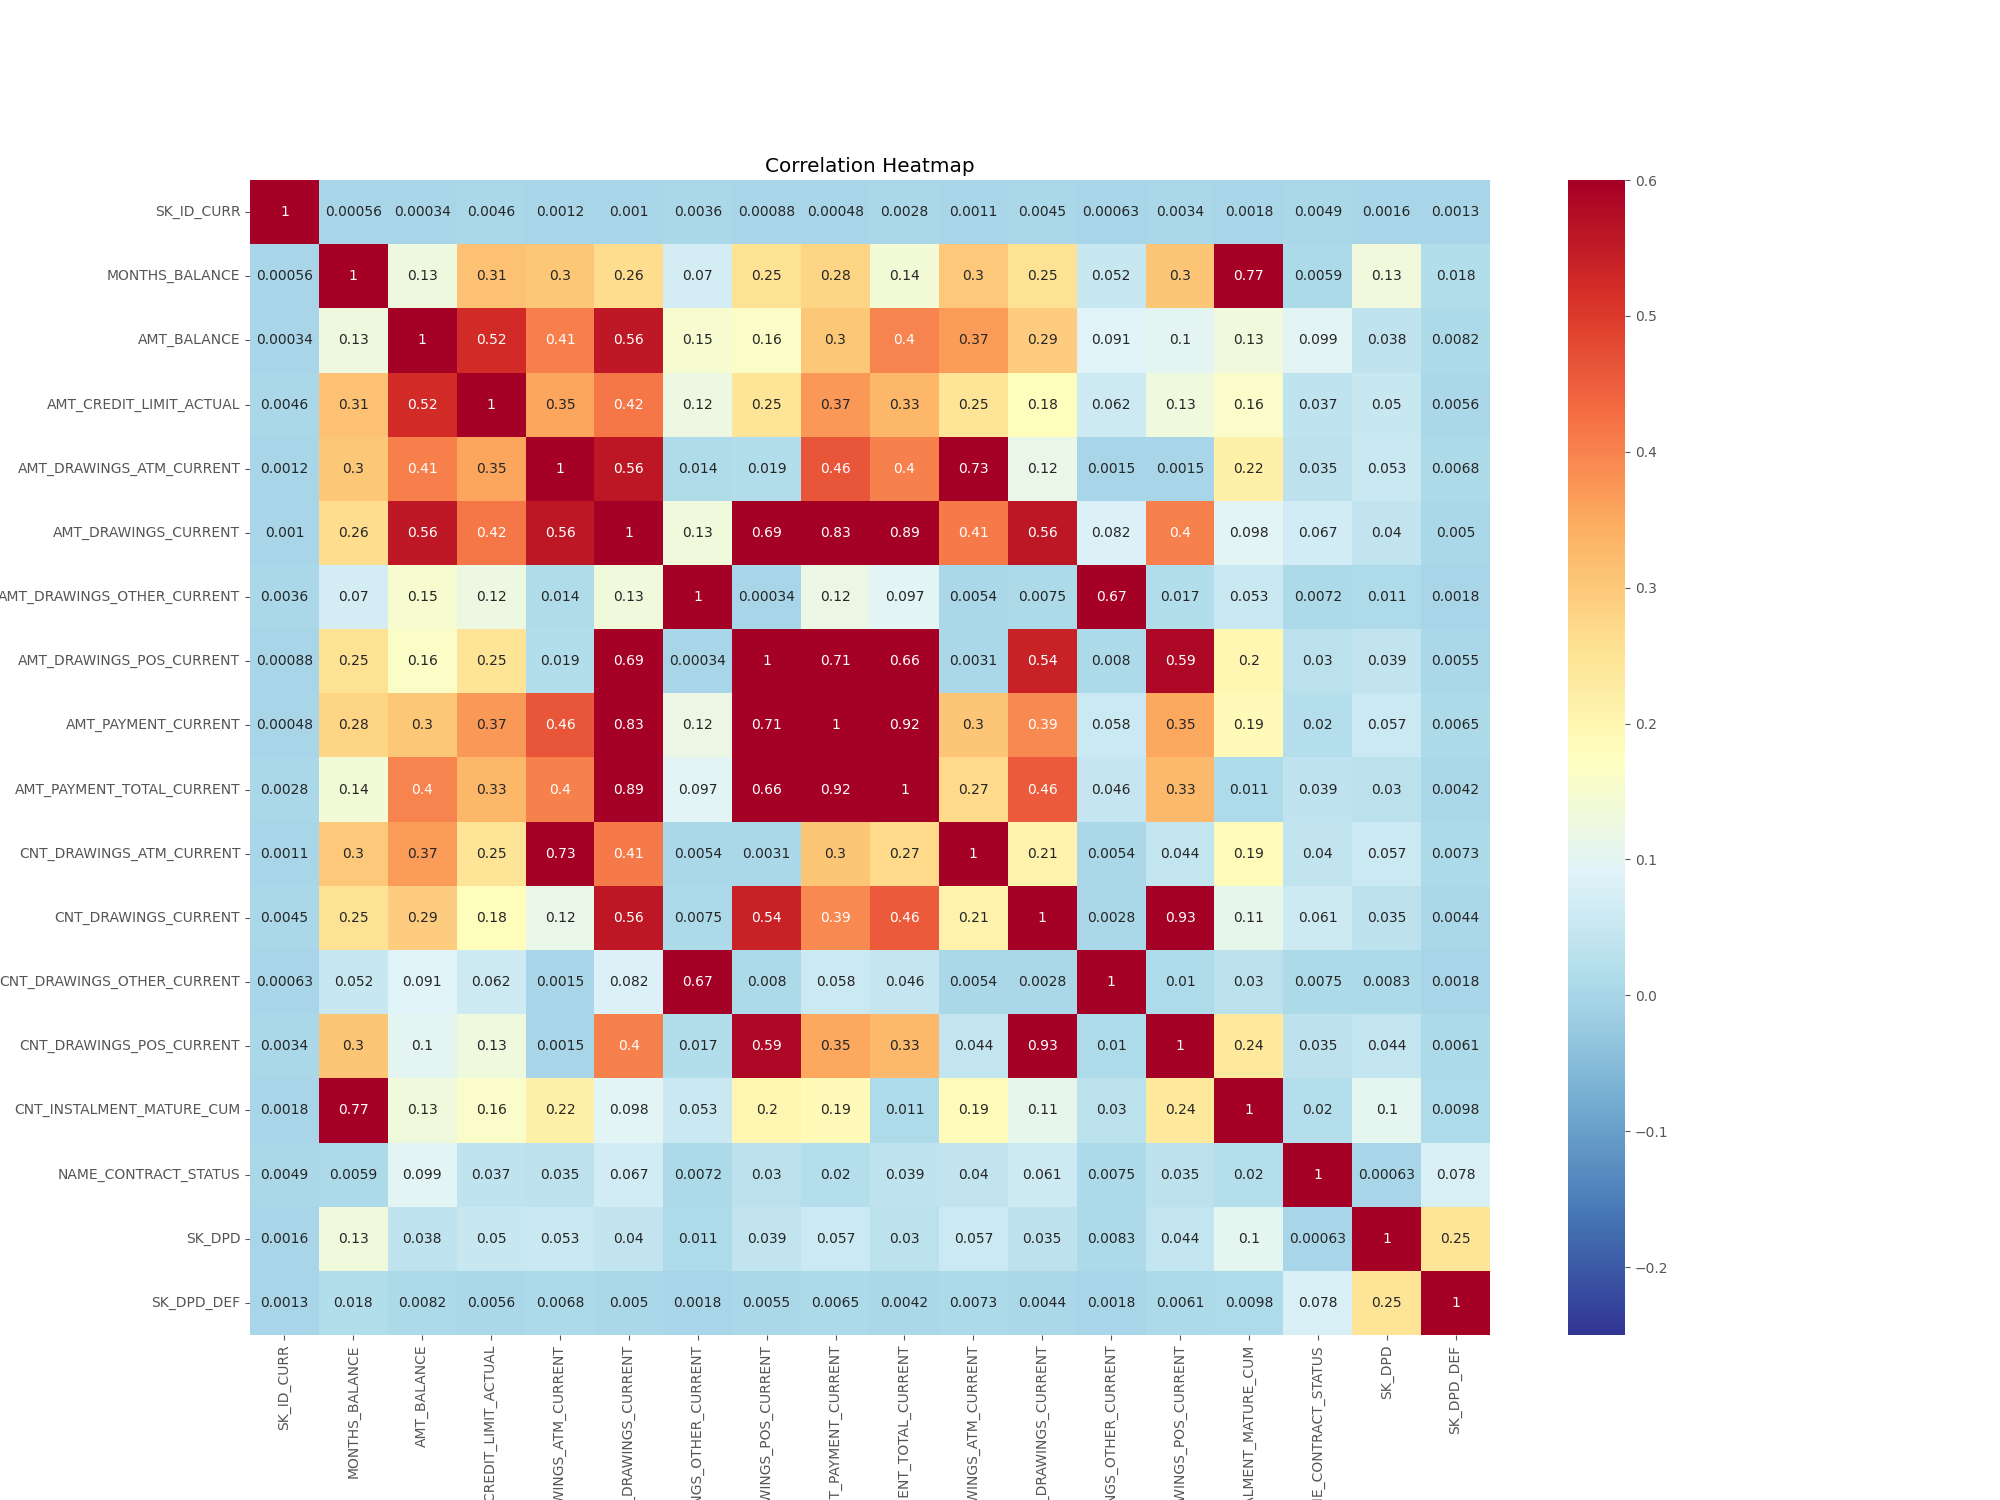 Correlation Heatmap
SK_ID_CURR 1 0.00056 0.00034 0.0046 0.0012 0.001 0.0036 0.00088 0.00048 0.0028 0.0011 0.0045 0.00063 0.0034 0.0018 0.0049 0.0016 0.0013
MONTHS_BALANCE 0.00056 1 0.13 0.31 0.3 0.26 0.07 0.25 0.28 0.14 0.3 0.25 0.052 0.3 0.77 0.0059 0.13 0.018
AMT_BALANCE 0.00034 0.13 1 0.52 0.41 0.56 0.15 0.16 0.3 0.4 0.37 0.29 0.091 0.1 0.13 0.099 0.038 0.0082
AMT_CREDIT_LIMIT_ACTUAL 0.0046 0.31 0.52 1 0.35 0.42 0.12 0.25 0.37 0.33 0.25 0.18 0.062 0.13 0.16 0.037 0.05 0.0056
AMT_DRAWINGS_ATM_CURRENT 0.0012 0.3 0.41 0.35 1 0.56 0.014 0.019 0.46 0.4 0.73 0.12 0.0015 0.0015 0.22 0.035 0.053 0.0068
AMT_DRAWINGS_CURRENT 0.001 0.26 0.56 0.42 0.56 1 0.13 0.69 0.83 0.89 0.41 0.56 0.082 0.4 0.098 0.067 0.04 0.005
AMT_DRAWINGS_OTHER_CURRENT 0.0036 0.07 0.15 0.12 0.014 0.13 1 0.00034 0.12 0.097 0.0054 0.0075 0.67 0.017 0.053 0.0072 0.011 0.0018
AMT_DRAWINGS_POS_CURRENT 0.00088 0.25 0.16 0.25 0.019 0.69 0.00034 1 0.71 0.66 0.0031 0.54 0.008 0.59 0.2 0.03 0.039 0.0055
AMT_PAYMENT_CURRENT 0.00048 0.28 0.3 0.37 0.46 0.83 0.12 0.71 1 0.92 0.3 0.39 0.058 0.35 0.19 0.02 0.057 0.0065
AMT_PAYMENT_TOTAL_CURRENT 0.0028 0.14 0.4 0.33 0.4 0.89 0.097 0.66 0.92 1 0.27 0.46 0.046 0.33 0.011 0.039 0.03 0.0042
CNT_DRAWINGS_ATM_CURRENT 0.0011 0.3 0.37 0.25 0.73 0.41 0.0054 0.0031 0.3 0.27 1 0.21 0.0054 0.044 0.19 0.04 0.057 0.0073
CNT_DRAWINGS_CURRENT 0.0045 0.25 0.29 0.18 0.12 0.56 0.0075 0.54 0.39 0.46 0.21 1 0.0028 0.93 0.11 0.061 0.035 0.0044
CNT_DRAWINGS_OTHER_CURRENT 0.00063 0.052 0.091 0.062 0.0015 0.082 0.67 0.008 0.058 0.046 0.0054 0.0028 1 0.01 0.03 0.0075 0.0083 0.0018
CNT_DRAWINGS_POS_CURRENT 0.0034 0.3 0.1 0.13 0.0015 0.4 0.017 0.59 0.35 0.33 0.044 0.93 0.01 1 0.24 0.035 0.044 0.0061
CNT_INSTALMENT_MATURE_CUM 0.0018 0.77 0.13 0.16 0.22 0.098 0.053 0.2 0.19 0.011 0.19 0.11 0.03 0.24 1 0.02 0.1 0.0098
NAME_CONTRACT_STATUS 0.0049 0.0059 0.099 0.037 0.035 0.067 0.0072 0.03 0.02 0.039 0.04 0.061 0.0075 0.035 0.02 1 0.00063 0.078
SK_DPD 0.0016 0.13 0.038 0.05 0.053 0.04 0.011 0.039 0.057 0.03 0.057 0.035 0.0083 0.044 0.1 0.00063 1 0.25
SK_DPD_DEF 0.0013 0.018 0.0082 0.0056 0.0068 0.005 0.0018 0.0055 0.0065 0.0042 0.0073 0.0044 0.0018 0.0061 0.0098 0.078 0.25 1
SK_ID_CURR
MONTHS_BALANCE
AMT_BALANCE
CREDIT_LIMIT_ACTUAL
WINGS_ATM_CURRENT
_DRAWINGS_CURRENT
NGS_OTHER_CURRENT
WINGS_POS_CURRENT
T_PAYMENT_CURRENT
ENT_TOTAL_CURRENT
WINGS_ATM_CURRENT
_DRAWINGS_CURRENT
NGS_OTHER_CURRENT
WINGS_POS_CURRENT
ALMENT_MATURE_CUM
IE_CONTRACT_STATUS
SK_DPD
SK_DPD_DEF
0.6
0.5
0.4
0.3
0.2
0.1
0.0
−0.1
−0.2